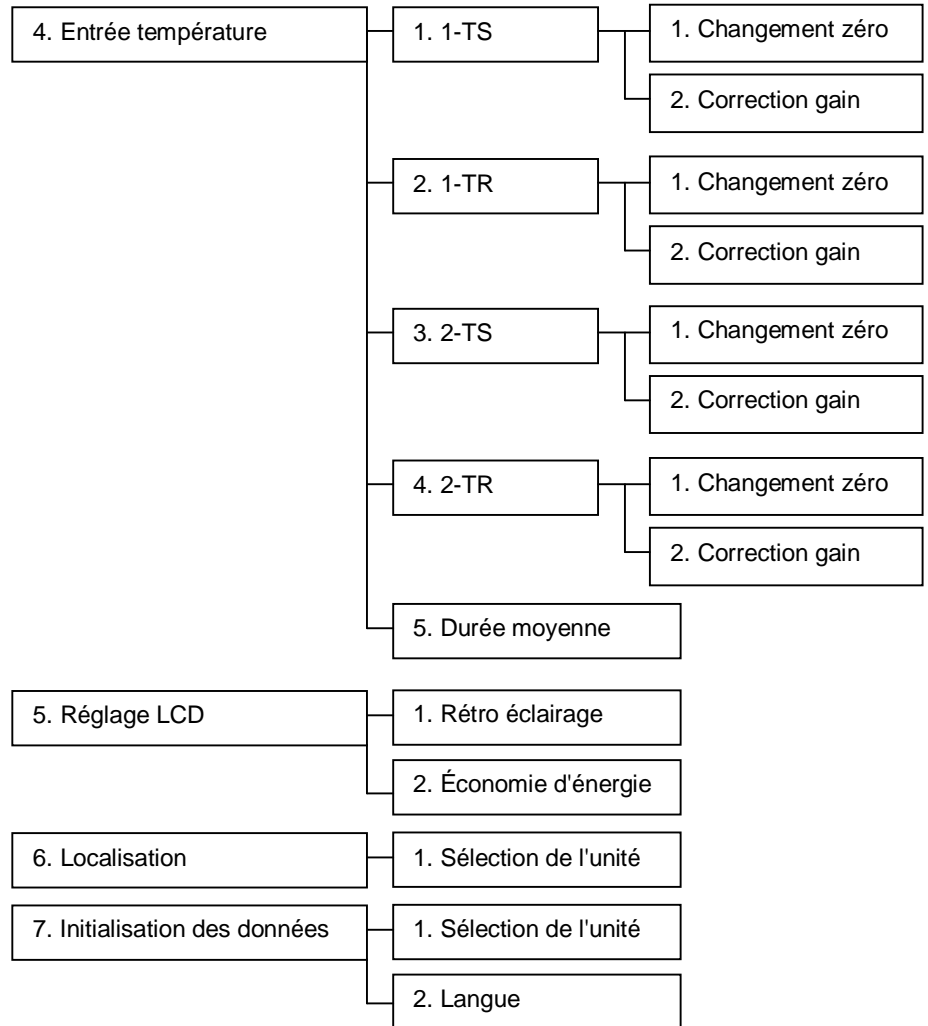 4. Entrée température
1. 1-TS
1. Changement zéro
2. Correction gain
2. 1-TR
1. Changement zéro
2. Correction gain
3. 2-TS
1. Changement zéro
2. Correction gain
4. 2-TR
1. Changement zéro
2. Correction gain
5. Durée moyenne
5. Réglage LCD
1. Rétro éclairage
2. Économie d'énergie
6. Localisation
1. Sélection de l'unité
7. Initialisation des données
1. Sélection de l'unité
2. Langue